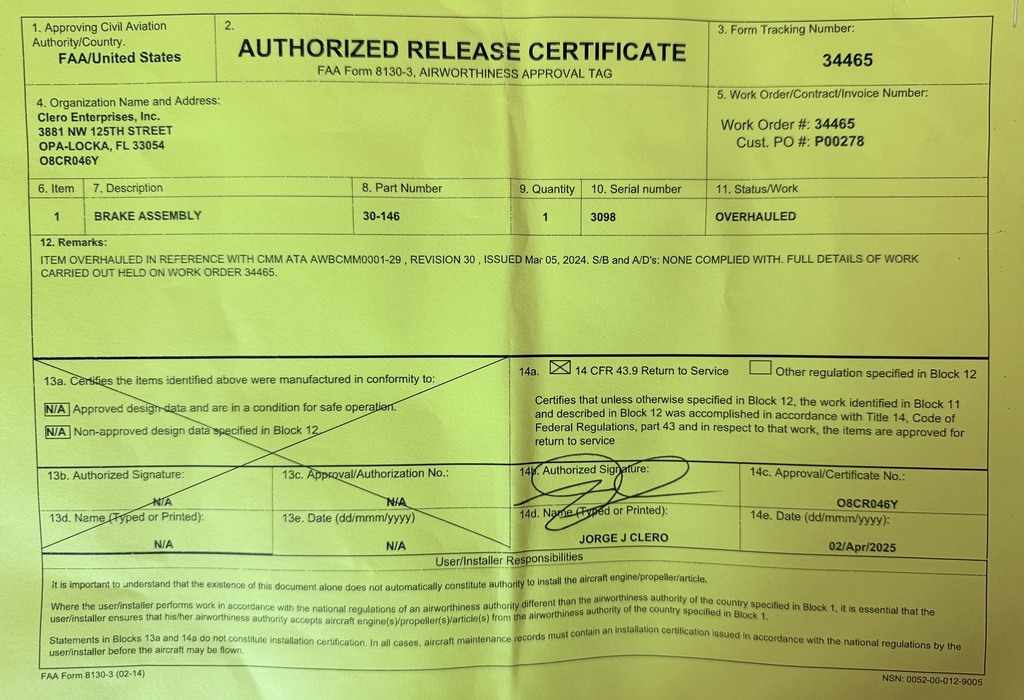 1. Approving Civil Aviation
Authority/Country.
FAA/United States
2.
AUTHORIZED RELEASE CERTIFICATE
FAA Form 8130-3, AIRWORTHINESS APPROVAL TAG
3. Form Tracking Number:
34465
4. Organization Name and Address:
Clero Enterprises, Inc.
3881 NW 125TH STREET
OPA-LOCKA, FL 33054
O8CR046Y
5. Work Order/Contract/Invoice Number:
Work Order #: 34465
Cust. PO #: P00278
6. Item
7. Description
8. Part Number
9. Quantity
10. Serial number
11. Status/Work
1
BRAKE ASSEMBLY
30-146
1
3098
OVERHAULED
12. Remarks:
ITEM OVERHAULED IN REFERENCE WITH CMM ATA AWBCMM0001-29 , REVISION 30 , ISSUED Mar 05, 2024. S/B and A/D's: NONE COMPLIED WITH. FULL DETAILS OF WORK
CARRIED OUT HELD ON WORK ORDER 34465.
13a. Certifies the items identified above were manufactured in conformity to:
N/A Approved design data and are in a condition for safe operation.
N/A Non-approved design data specified in Block 12.
14a. 14 CFR 43.9 Return to Service
Other regulation specified in Block 12
Certifies that unless otherwise specified in Block 12, the work identified in Block 11
and described in Block 12 was accomplished in accordance with Title 14, Code of
Federal Regulations, part 43 and in respect to that work, the items are approved for
return to service
13b. Authorized Signature:
N/A
13c. Approval/Authorization No.:
N/A
14b. Authorized Signature:
14c. Approval/Certificate No.:
O8CR046Y
13d. Name (Typed or Printed):
N/A
13e. Date (dd/mmm/yyyy)
N/A
14d. Name (Typed or Printed):
JORGE J CLERO
14e. Date (dd/mmm/yyyy):
02/Apr/2025
User/Installer Responsibilities
It is important to understand that the existence of this document alone does not automatically constitute authority to install the aircraft engine/propeller/article.
Where the user/installer performs work in accordance with the national regulations of an airworthiness authority different than the airworthiness authority of the country specified in Block 1, it is essential that the
user/installer ensures that his/her airworthiness authority accepts aircraft engine(s)/propeller(s)/article(s) from the airworthiness authority of the country specified in Block 1.
Statements in Blocks 13a and 14a do not constitute installation certification. In all cases, aircraft maintenance records must contain an installation certification issued in accordance with the national regulations by the
user/installer before the aircraft may be flown.
FAA Form 8130-3 (02-14)
NSN: 0052-00-012-9005